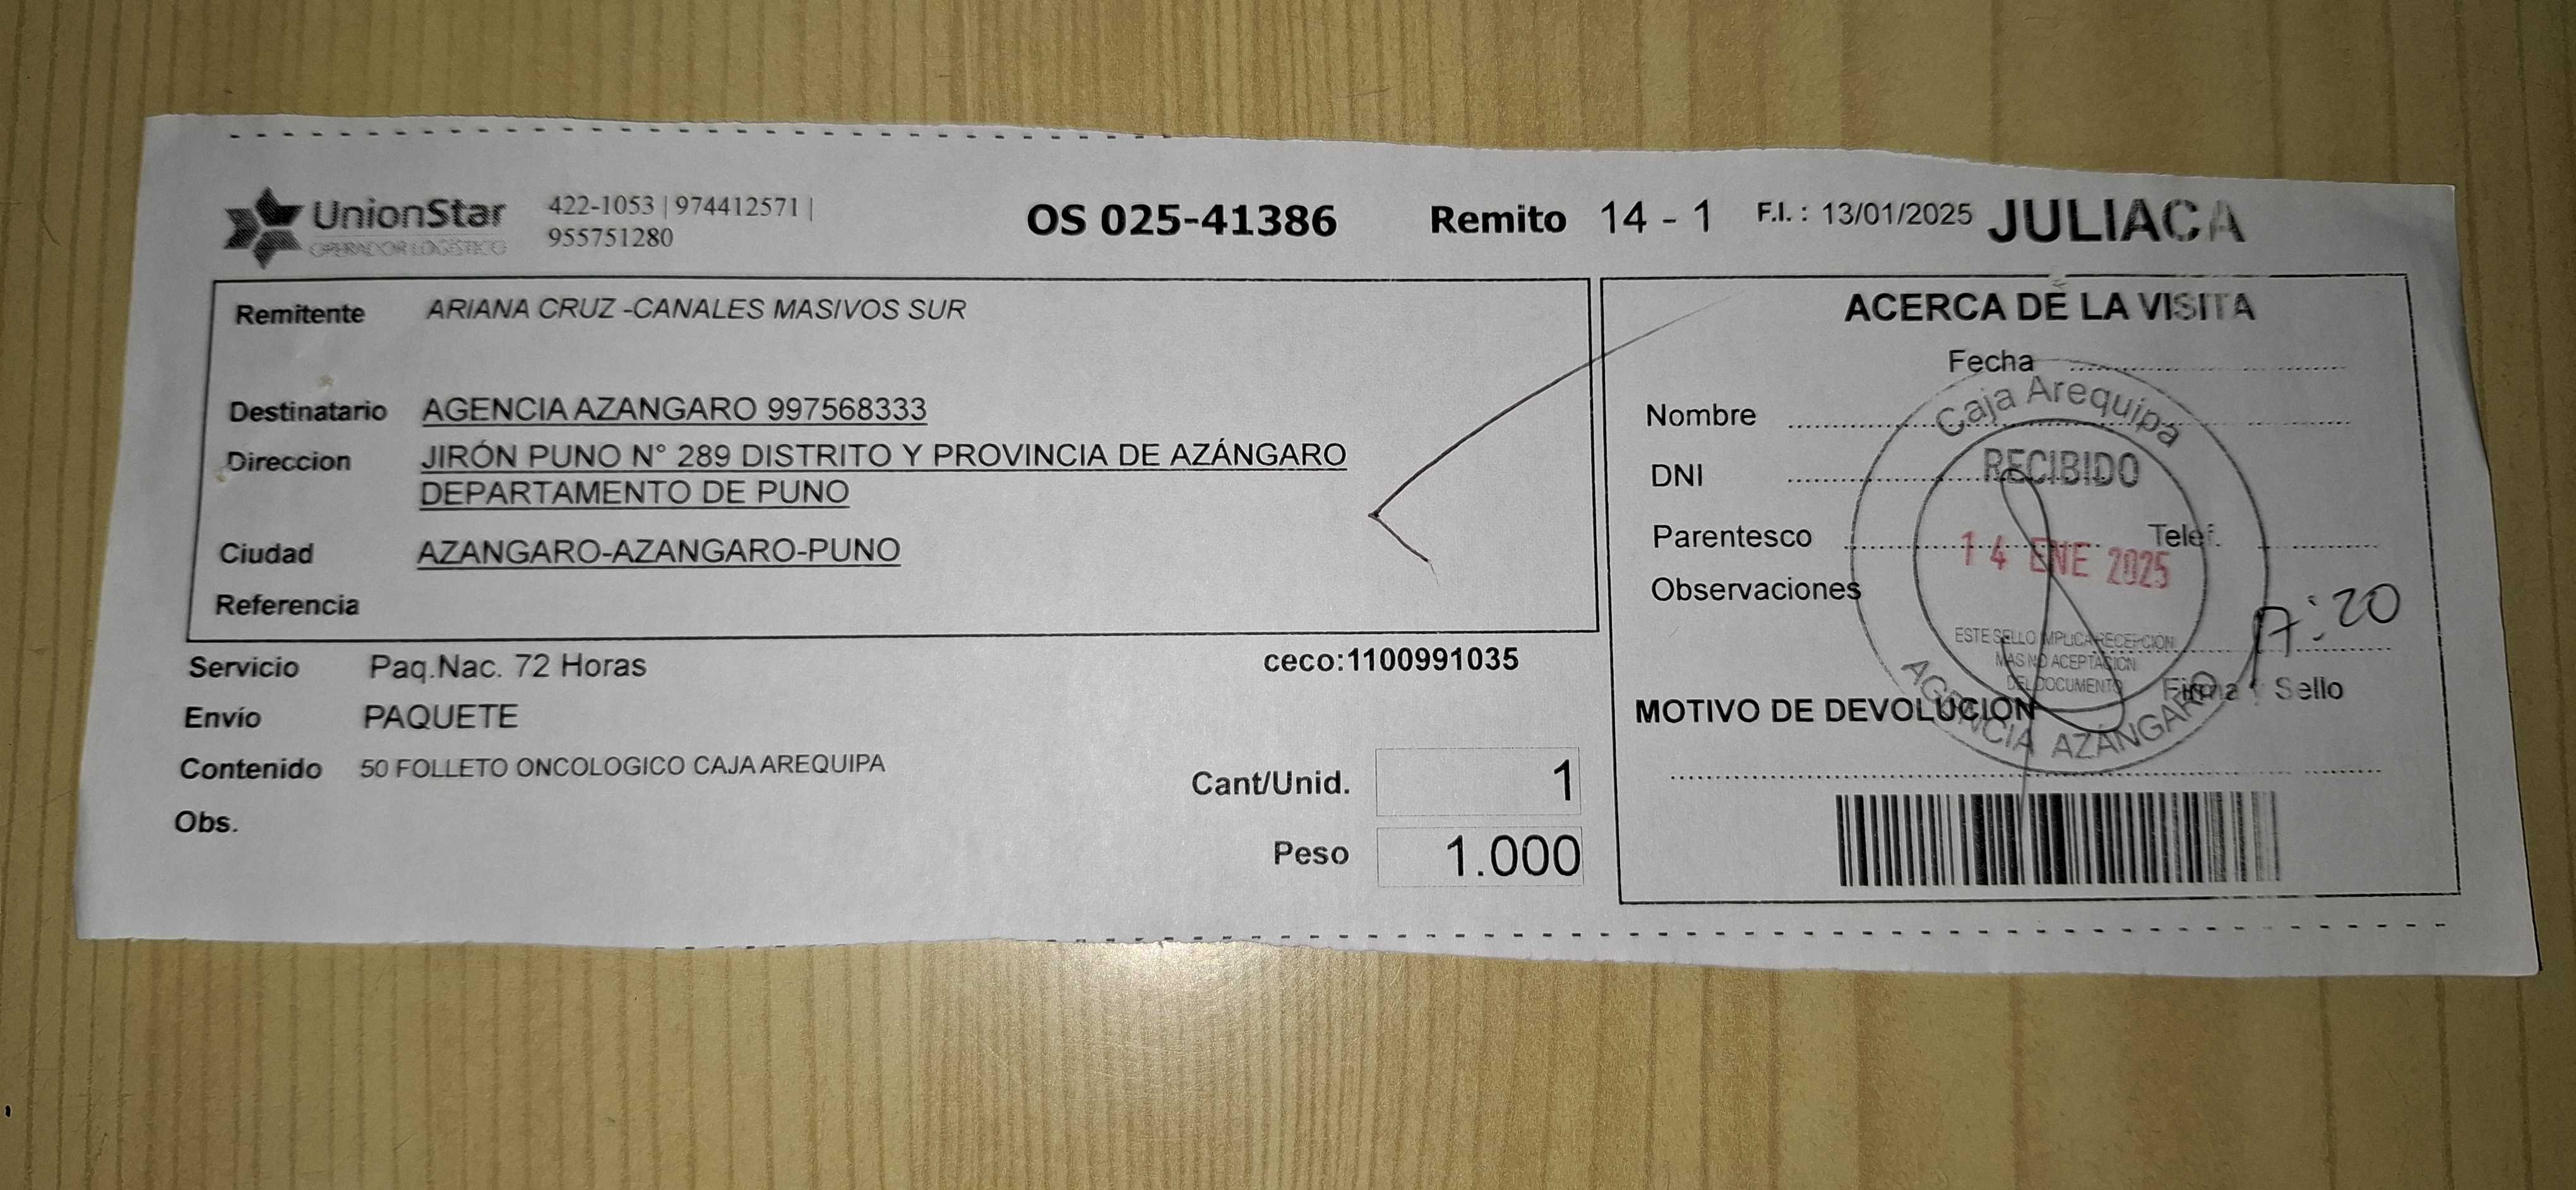 UnionStar
OPERADOR LOGÍSTICO
422-1053 | 974412571 |
955751280
OS 025-41386
Remito 14 - 1
F.I. : 13/01/2025
JULIACA
Remitente ARIANA CRUZ -CANALES MASIVOS SUR
Destinatario AGENCIA AZANGARO 997568333
Direccion JIRÓN PUNO N° 289 DISTRITO Y PROVINCIA DE AZÁNGARO
DEPARTAMENTO DE PUNO
Ciudad AZANGARO-AZANGARO-PUNO
Referencia
Servicio Paq.Nac. 72 Horas
ceco:1100991035
Envío PAQUETE
Contenido 50 FOLLETO ONCOLOGICO CAJA AREQUIPA
Obs.
Cant/Unid. 1
Peso 1.000
ACERCA DE LA VISITA
Fecha
Nombre
DNI
Parentesco Telef.
Observaciones
Firma y Sello
MOTIVO DE DEVOLUCION
Caja Arequipa
RECIBIDO
14 ENE 2025
ESTE SELLO IMPLICA RECEPCION
MAS NO ACEPTACION
DEL DOCUMENTO
AGENCIA AZANGARO
17:20